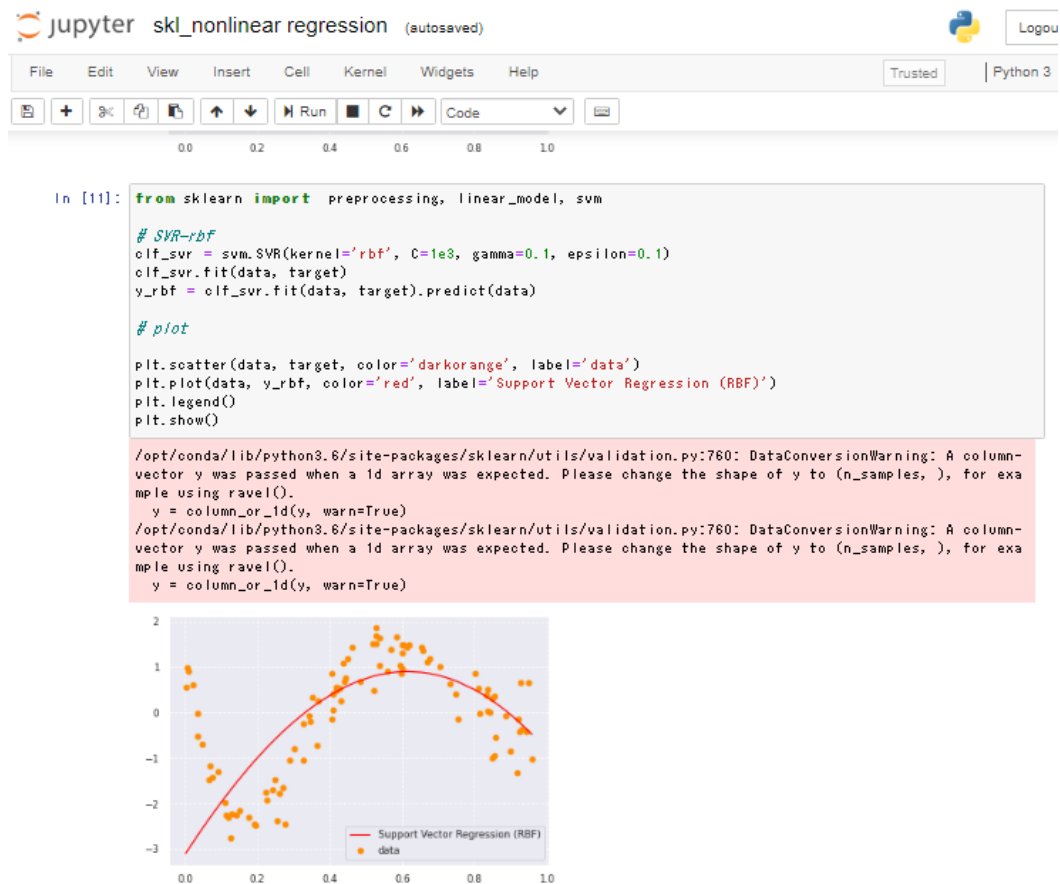 jupyter skl_nonlinear regression (autosaved)
Logou
File Edit View Insert Cell Kernel Widgets Help Trusted Python 3
Run Code
0.0 0.2 0.4 0.6 0.8 1.0
In [11]: from sklearn import preprocessing, linear_model, svm
# SVR-rbf
clf_svr = svm.SVR(kernel='rbf', C=1e3, gamma=0.1, epsilon=0.1)
clf_svr.fit(data, target)
y_rbf = clf_svr.fit(data, target).predict(data)
# plot
plt.scatter(data, target, color='darkorange', label='data')
plt.plot(data, y_rbf, color='red', label='Support Vector Regression (RBF)')
plt.legend()
plt.show()
/opt/conda/lib/python3.6/site-packages/sklearn/utils/validation.py:760: DataConversionWarning: A column-
vector y was passed when a 1d array was expected. Please change the shape of y to (n_samples, ), for exa
mple using ravel().
y = column_or_1d(y, warn=True)
/opt/conda/lib/python3.6/site-packages/sklearn/utils/validation.py:760: DataConversionWarning: A column-
vector y was passed when a 1d array was expected. Please change the shape of y to (n_samples, ), for exa
mple using ravel().
y = column_or_1d(y, warn=True)
2
1
0
−1
−2
−3
Support Vector Regression (RBF)
data
0.0 0.2 0.4 0.6 0.8 1.0